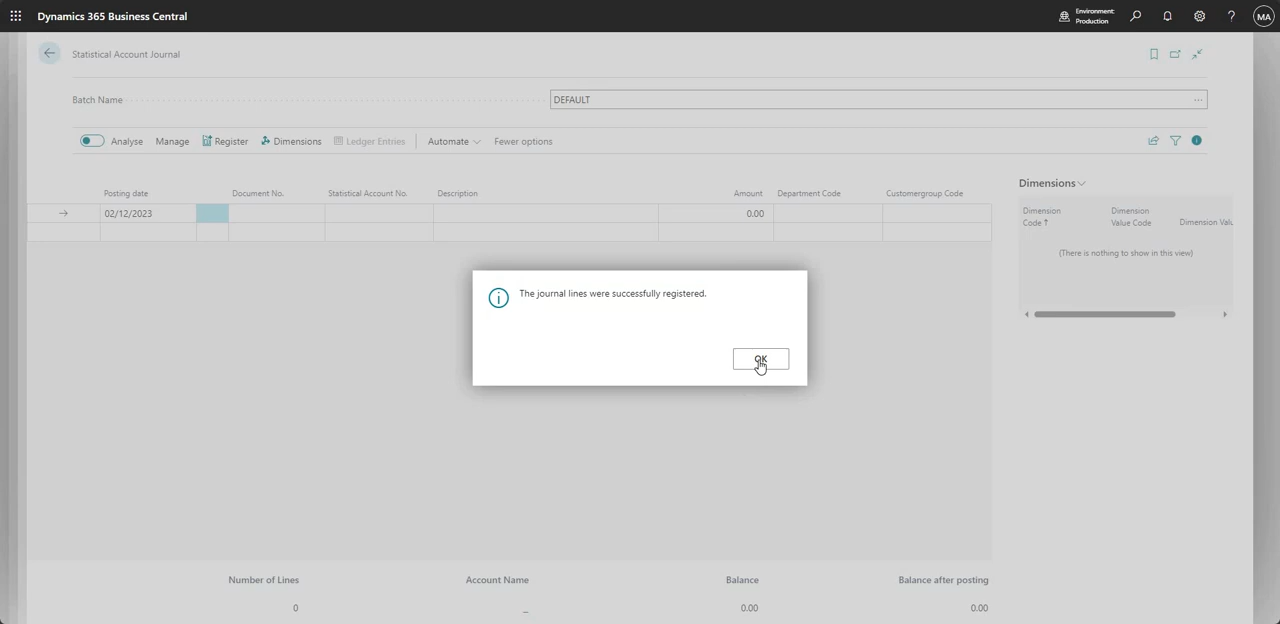 Dynamics 365 Business Central
Environment:
Production
?
MA
Statistical Account Journal
Batch Name
DEFAULT
...
Analyse Manage Register Dimensions Ledger Entries Automate Fewer options
Posting date Document No. Statistical Account No. Description Amount Department Code Customergroup Code
02/12/2023 0.00
Dimensions
Dimension Code ↑ Dimension Value Code Dimension Valu
(There is nothing to show in this view)
The journal lines were successfully registered.
OK
Number of Lines Account Name Balance Balance after posting
0 _ 0.00 0.00